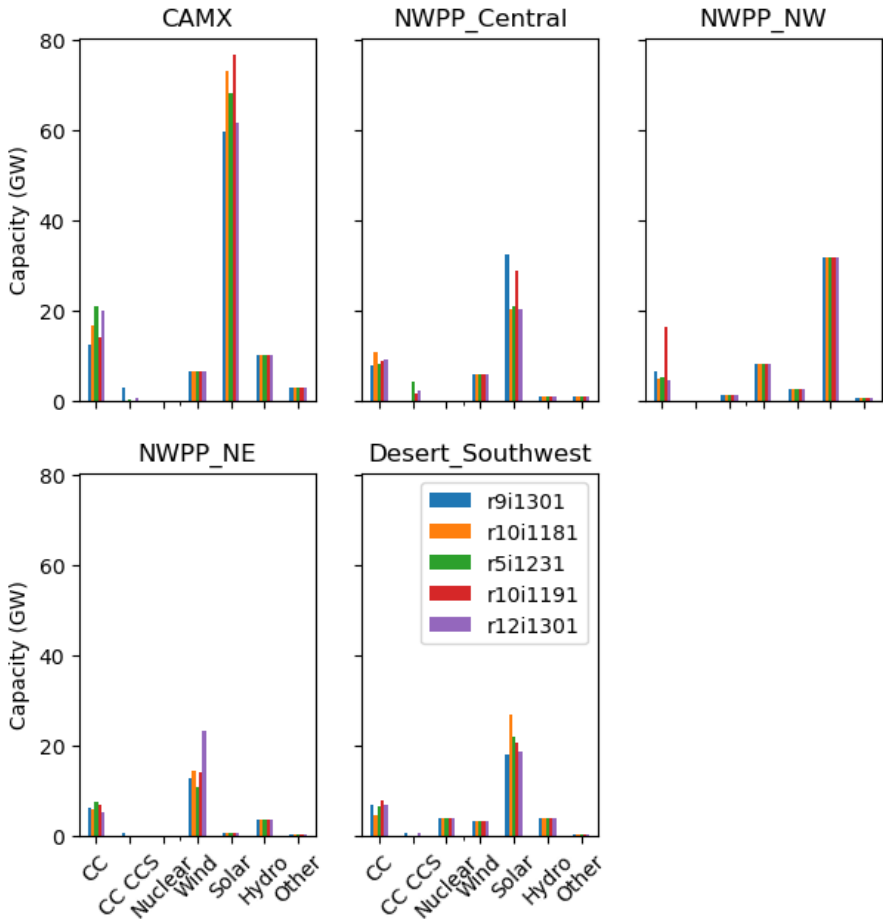 CAMX
NWPP_Central
NWPP_NW
80
60
40
20
0
Capacity (GW)
NWPP_NE
Desert_Southwest
80
60
40
20
0
Capacity (GW)
r9i1301
r10i1181
r5i1231
r10i1191
r12i1301
CC
CC CCS
Nuclear
Wind
Solar
Hydro
Other
CC
CC CCS
Nuclear
Wind
Solar
Hydro
Other